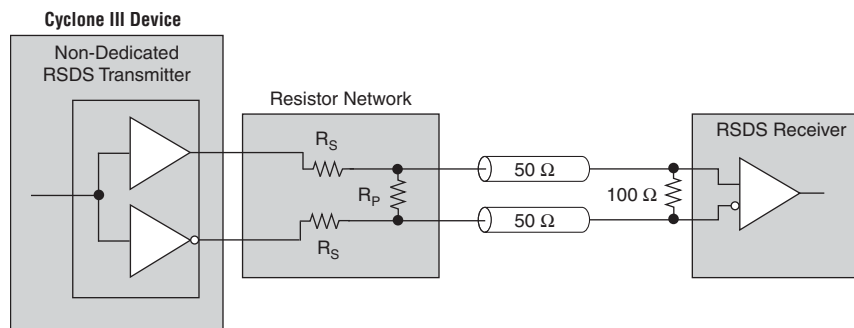 Cyclone III Device
Non-Dedicated
RSDS Transmitter
Resistor Network
RSDS Receiver
RS
50 Ω
RP
100 Ω
50 Ω
RS